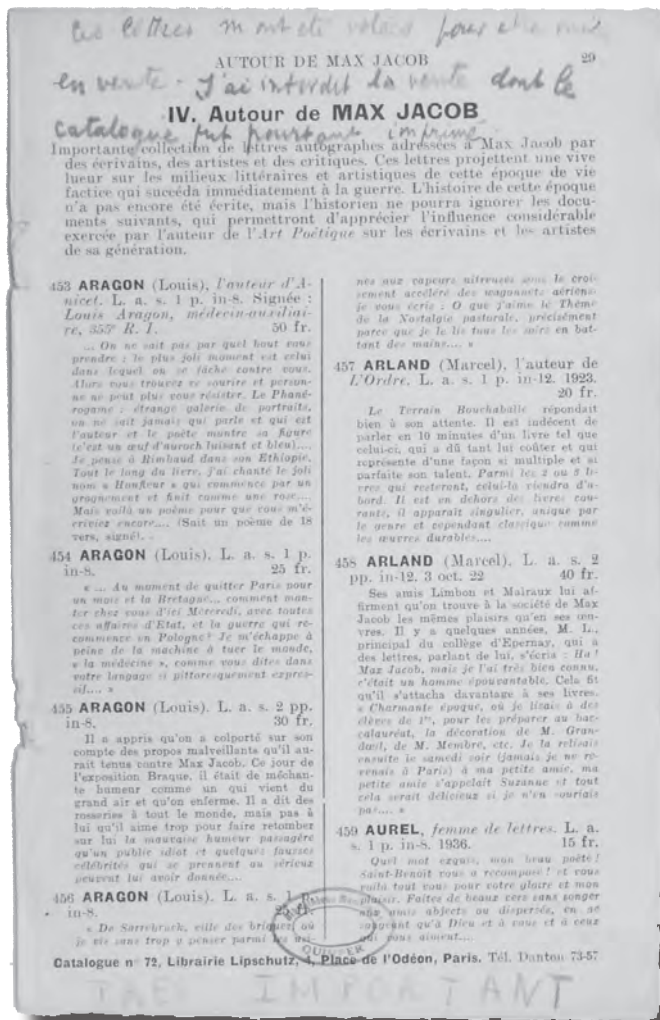 Ces lettres m'ont été volées pour être mises
AUTOUR DE MAX JACOB 29
en vente - J'ai interdit la vente dont le
IV. Autour de MAX JACOB
catalogue fut pourtant imprimé
Importante collection de lettres autographes adressées à Max Jacob par
des écrivains, des artistes et des critiques. Ces lettres projettent une vive
lueur sur les milieux littéraires et artistiques de cette époque de vie
factice qui succéda immédiatement à la guerre. L'histoire de cette époque
n'a pas encore été écrite, mais l'historien ne pourra ignorer les docu-
ments suivants, qui permettront d'apprécier l'influence considérable
exercée par l'auteur de l'Art Poétique sur les écrivains et les artistes
de sa génération.
453 ARAGON (Louis), l'auteur d'A-
nicet. L. a. s. 1 p. in-8. Signée :
Louis Aragon, médecin-auxiliai-
re, 355e R. I. 50 fr.
... On ne sait pas par quel bout vous
prendre : le plus joli moment est celui
dans lequel on se fâche contre vous.
Alors vous trouvez ce sourire et person-
ne ne peut plus vous résister. Le Phané-
rogame : étrange galerie de portraits,
on ne sait jamais qui parle et qui est
l'auteur et le poète montre sa figure
(c'est un œuf d'auroch luisant et bleu)....
Je pense à Rimbaud dans son Ethiopie.
Tout le long du livre, j'ai chanté le joli
nom « Honfleur » qui commence par un
grognement et finit comme une rose....
Mais voilà un poème pour que vous m'é-
criviez encore.... (Suit un poème de 18
vers, signé).
454 ARAGON (Louis). L. a. s. 1 p.
in-8. 25 fr.
« ... Au moment de quitter Paris pour
un mois et la Bretagne... comment mon-
ter chez vous d'ici Mercredi, avec toutes
ces affaires d'Etat, et la guerre qui re-
commence en Pologne? Je m'échappe à
peine de la machine à tuer le monde,
« la médecine », comme vous dites dans
votre langage si pittoresquement expres-
sif.... »
455 ARAGON (Louis). L. a. s. 2 pp.
in-8. 30 fr.
Il a appris qu'on a colporté sur son
compte des propos malveillants qu'il au-
rait tenus contre Max Jacob. Ce jour de
l'exposition Braque, il était de méchan-
te humeur comme un qui vient du
grand air et qu'on enferme. Il a dit des
rosseries à tout le monde, mais pas à
lui qu'il aime trop pour faire retomber
sur lui la mauvaise humeur passagère
qu'un public idiot et quelques fausses
célébrités qui se prennent au sérieux
peuvent lui avoir donnée....
456 ARAGON (Louis). L. a. s. 1 p.
in-8.
« De Sarrebruck, ville des briques, où
je vis sans trop y penser parmi les usi-
nes aux vapeurs nitreuses sous le croi-
sement accéléré des wagonnets aériens,
je vous écris : O que j'aime le Thème
de la Nostalgie pastorale, précisément
parce que je le lis tous les soirs en bat-
tant des mains.... »
457 ARLAND (Marcel), l'auteur de
L'Ordre. L. a. s. 1 p. in-12. 1923.
20 fr.
Le Terrain Bouchaballe répondait
bien à son attente. Il est indécent de
parler en 10 minutes d'un livre tel que
celui-ci, qui a dû tant lui coûter et qui
représente d'une façon si multiple et si
parfaite son talent. Parmi les 2 ou 3 li-
vres qui resteront, celui-là viendra d'a-
bord. Il est en dehors des livres cou-
rants, il apparaît singulier, unique par
le genre et cependant classique comme
les œuvres durables....
458 ARLAND (Marcel). L. a. s. 2
pp. in-12. 3 oct. 22 40 fr.
Ses amis Limbon et Malraux lui af-
firment qu'on trouve à la société de Max
Jacob les mêmes plaisirs qu'en ses œu-
vres. Il y a quelques années, M. L.,
principal du collège d'Epernay, qui a
des lettres, parlant de lui, s'écria : Ha!
Max Jacob, mais je l'ai très bien connu,
c'était un homme épouvantable. Cela fit
qu'il s'attacha davantage à ses livres.
« Charmante époque, où je lisais à des
élèves de 1re, pour les préparer au bac-
calauréat, la décoration de M. Gran-
dœil, de M. Membre, etc. Je la relisais
ensuite le samedi soir (jamais je ne re-
venais à Paris) à ma petite amie, ma
petite amie s'appelait Suzanne et tout
cela serait délicieux si je n'en souriais
pas.... »
459 AUREL, femme de lettres. L. a.
s. 1 p. in-8. 1936. 15 fr.
Quel mot exquis, mon beau poète!
Saint-Benoit vous a recomposé! et vous
voilà tout vous pour votre gloire et mon
plaisir. Faites de beaux vers sans songer
aux amis abjects ou dispersés, en ne
songeant qu'à Dieu et à vous et à ceux
qui vous aiment....
QUIMPER
Catalogue n° 72, Librairie Lipschutz, 4, Place de l'Odéon, Paris. Tél. Danton 73-57
TRES IMPORTANT